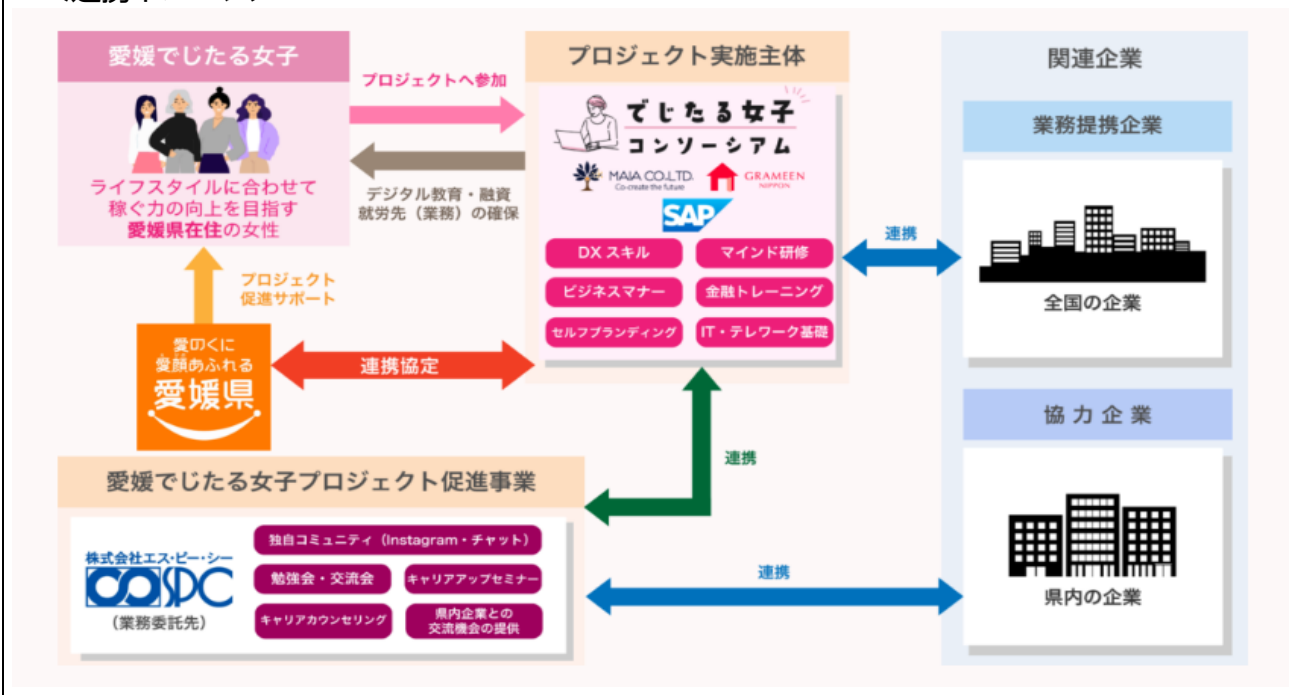 愛媛でじたる女子
ライフスタイルに合わせて
稼ぐ力の向上を目指す
愛媛県在住の女性
プロジェクトへ参加
デジタル教育・融資
就労先（業務）の確保
プロジェクト
促進サポート
愛のくに
愛顔あふれる
愛媛県
連携協定
プロジェクト実施主体
でじたる女子
コンソーシアム
MAIA CO.LTD.
Co-create the future
GRAMEEN
NIPPON
SAP
DX スキル
マインド研修
ビジネスマナー
金融トレーニング
セルフブランディング
IT・テレワーク基礎
連携
関連企業
業務提携企業
全国の企業
協力企業
県内の企業
連携
愛媛でじたる女子プロジェクト促進事業
株式会社エス・ピー・シー
SPC
（業務委託先）
独自コミュニティ（Instagram・チャット）
勉強会・交流会
キャリアアップセミナー
キャリアカウンセリング
県内企業との
交流機会の提供
連携